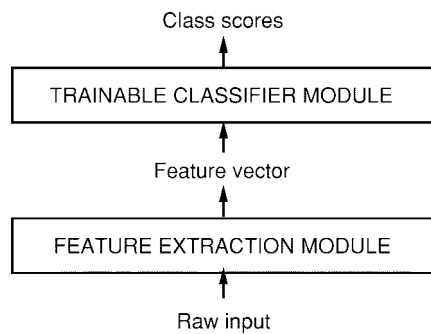 Class scores
TRAINABLE CLASSIFIER MODULE
Feature vector
FEATURE EXTRACTION MODULE
Raw input